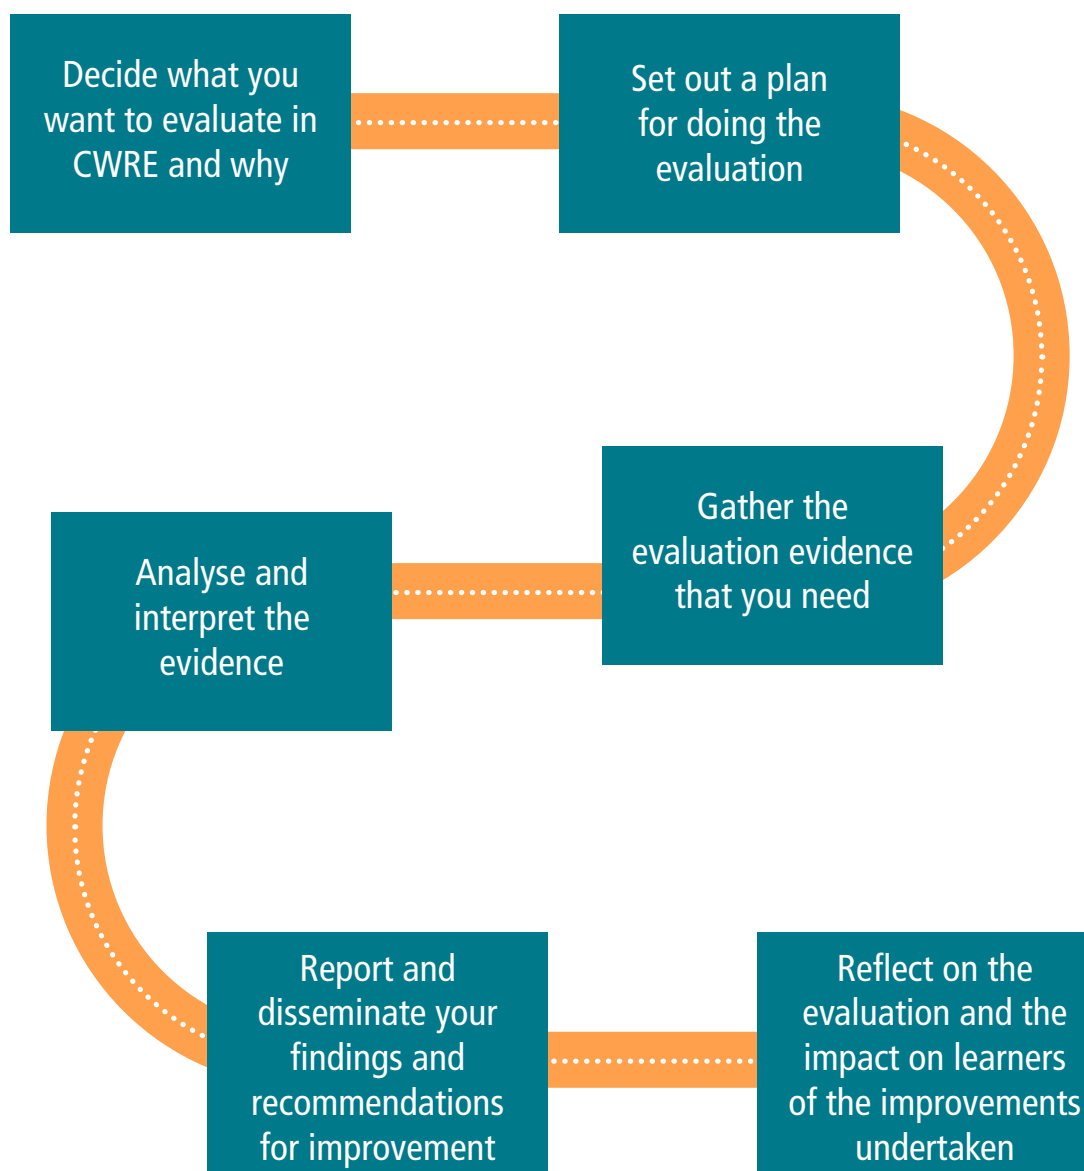 Decide what you
want to evaluate in
CWRE and why
Set out a plan
for doing the
evaluation
Gather the
evaluation evidence
that you need
Analyse and
interpret the
evidence
Report and
disseminate your
findings and
recommendations
for improvement
Reflect on the
evaluation and the
impact on learners
of the improvements
undertaken